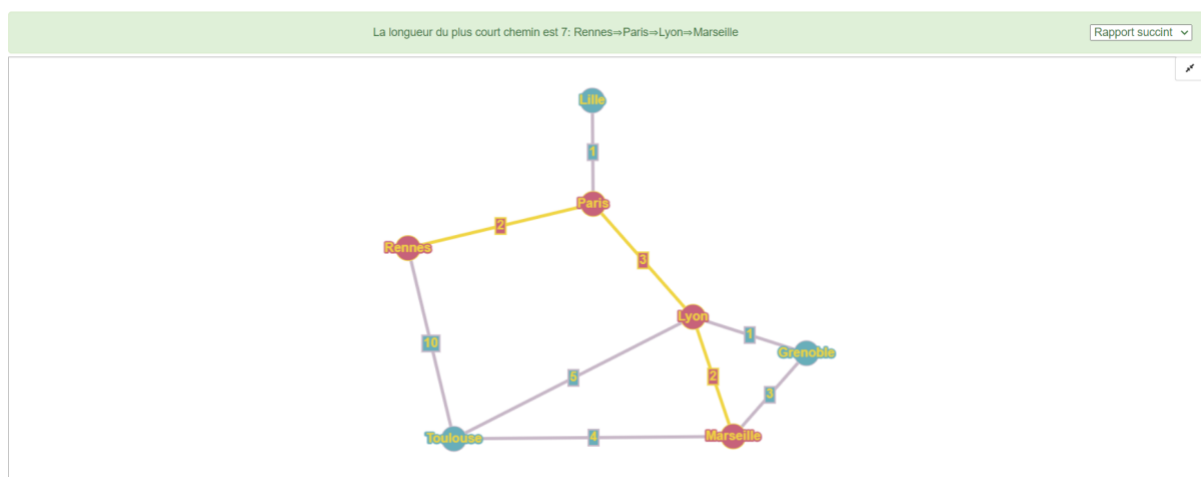 La longueur du plus court chemin est 7: Rennes⇒Paris⇒Lyon⇒Marseille
Rapport succint
Lille
1
Paris
2
Rennes
3
Lyon
1
10
Grenoble
5
2
3
Toulouse
4
Marseille